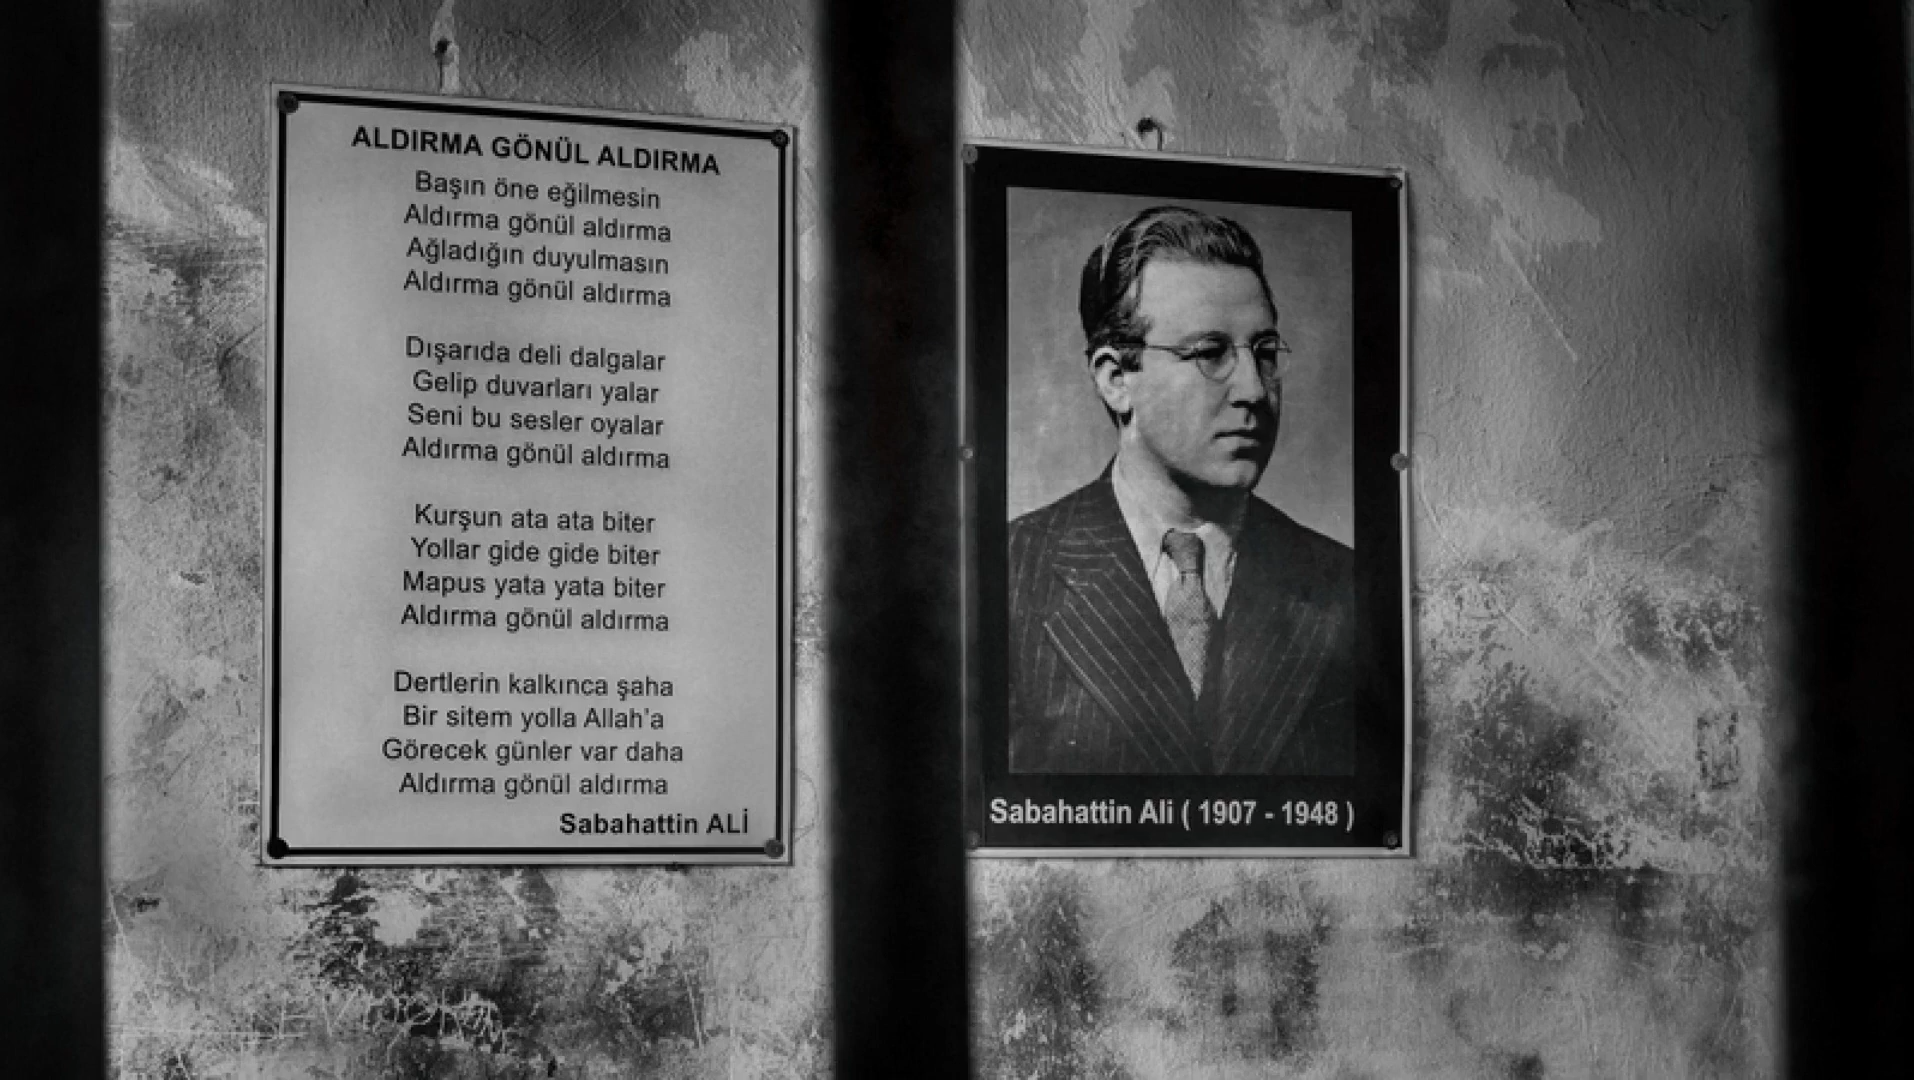 ALDIRMA GÖNÜL ALDIRMA
Başın öne eğilmesin
Aldırma gönül aldırma
Ağladığın duyulmasın
Aldırma gönül aldırma
Dışarıda deli dalgalar
Gelip duvarları yalar
Seni bu sesler oyalar
Aldırma gönül aldırma
Kurşun ata ata biter
Yollar gide gide biter
Mapus yata yata biter
Aldırma gönül aldırma
Dertlerin kalkınca şaha
Bir sitem yolla Allah'a
Görecek günler var daha
Aldırma gönül aldırma
Sabahattin ALİ
Sabahattin Ali ( 1907 - 1948 )